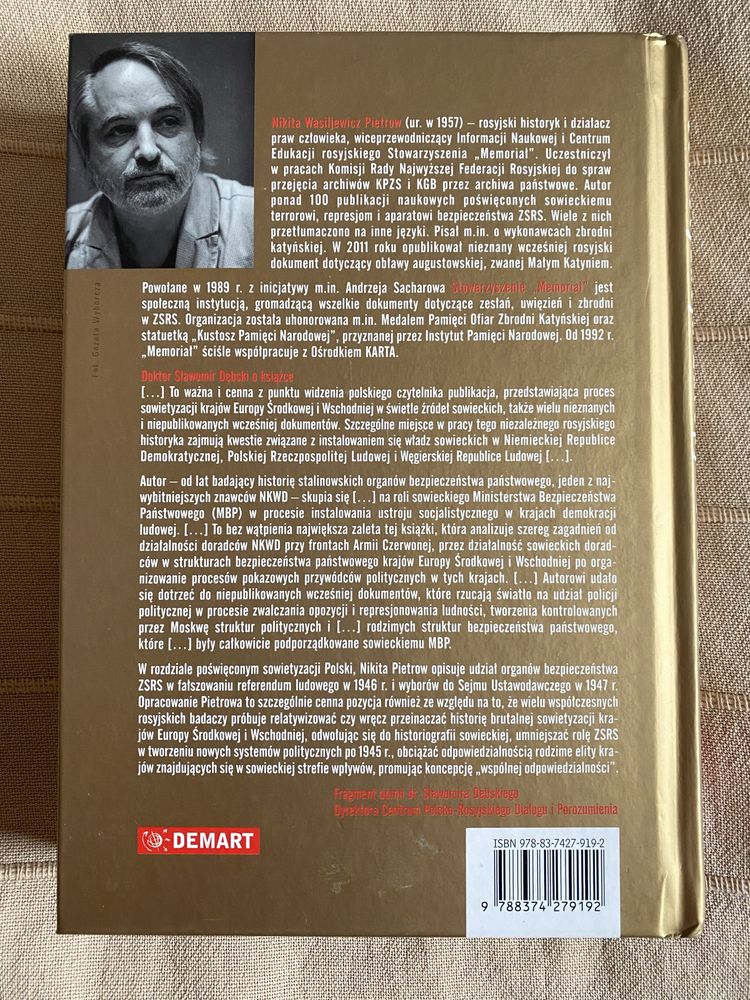 Nikita Wasiljewicz Pietrow (ur. w 1957) – rosyjski historyk i działacz
praw człowieka, wiceprzewodniczący Informacji Naukowej i Centrum
Edukacji rosyjskiego Stowarzyszenia „Memoriał”. Uczestniczył
w pracach Komisji Rady Najwyższej Federacji Rosyjskiej do spraw
przejęcia archiwów KPZS i KGB przez archiwa państwowe. Autor
ponad 100 publikacji naukowych poświęconych sowieckiemu
terrorowi, represjom i aparatowi bezpieczeństwa ZSRS. Wiele z nich
przetłumaczono na inne języki. Pisał m.in. o wykonawcach zbrodni
katyńskiej. W 2011 roku opublikował nieznany wcześniej rosyjski
dokument dotyczący obławy augustowskiej, zwanej Małym Katyniem.
Fot. Gazeta Wyborcza
Powołane w 1989 r. z inicjatywy m.in. Andrzeja Sacharowa Stowarzyszenie „Memoriał” jest
społeczną instytucją, gromadzącą wszelkie dokumenty dotyczące zesłań, uwięzień i zbrodni
w ZSRS. Organizacja została uhonorowana m.in. Medalem Pamięci Ofiar Zbrodni Katyńskiej oraz
statuetką „Kustosz Pamięci Narodowej”, przyznanej przez Instytut Pamięci Narodowej. Od 1992 r.
„Memoriał” ściśle współpracuje z Ośrodkiem KARTA.
Doktor Sławomir Dębski o książce
[…] To ważna i cenna z punktu widzenia polskiego czytelnika publikacja, przedstawiająca proces
sowietyzacji krajów Europy Środkowej i Wschodniej w świetle źródeł sowieckich, także wielu nieznanych
i niepublikowanych wcześniej dokumentów. Szczególne miejsce w pracy tego niezależnego rosyjskiego
historyka zajmują kwestie związane z instalowaniem się władz sowieckich w Niemieckiej Republice
Demokratycznej, Polskiej Rzeczpospolitej Ludowej i Węgierskiej Republice Ludowej […].
Autor – od lat badający historię stalinowskich organów bezpieczeństwa państwowego, jeden z naj-
wybitniejszych znawców NKWD – skupia się […] na roli sowieckiego Ministerstwa Bezpieczeństwa
Państwowego (MBP) w procesie instalowania ustroju socjalistycznego w krajach demokracji
ludowej. […] To bez wątpienia największa zaleta tej książki, która analizuje szereg zagadnień od
działalności doradców NKWD przy frontach Armii Czerwonej, przez działalność sowieckich dorad-
ców w strukturach bezpieczeństwa państwowego krajów Europy Środkowej i Wschodniej po orga-
nizowanie procesów pokazowych przywódców politycznych w tych krajach. […] Autorowi udało
się dotrzeć do niepublikowanych wcześniej dokumentów, które rzucają światło na udział policji
politycznej w procesie zwalczania opozycji i represjonowania ludności, tworzenia kontrolowanych
przez Moskwę struktur politycznych i […] rodzimych struktur bezpieczeństwa państwowego,
które […] były całkowicie podporządkowane sowieckiemu MBP.
W rozdziale poświęconym sowietyzacji Polski, Nikita Pietrow opisuje udział organów bezpieczeństwa
ZSRS w fałszowaniu referendum ludowego w 1946 r. i wyborów do Sejmu Ustawodawczego w 1947 r.
Opracowanie Pietrowa to szczególnie cenna pozycja również ze względu na to, że wielu współczesnych
rosyjskich badaczy próbuje relatywizować czy wręcz przeinaczać historię brutalnej sowietyzacji kra-
jów Europy Środkowej i Wschodniej, odwołując się do historiografii sowieckiej, umniejszać rolę ZSRS
w tworzeniu nowych systemów politycznych po 1945 r., obciążać odpowiedzialnością rodzime elity kra-
jów znajdujących się w sowieckiej strefie wpływów, promując koncepcję „wspólnej odpowiedzialności”.
Fragment opinii dr. Sławomira Dębskiego
Dyrektora Centrum Polsko-Rosyjskiego Dialogu i Porozumienia
DEMART
ISBN 978-83-7427-919-2
9 788374 279192